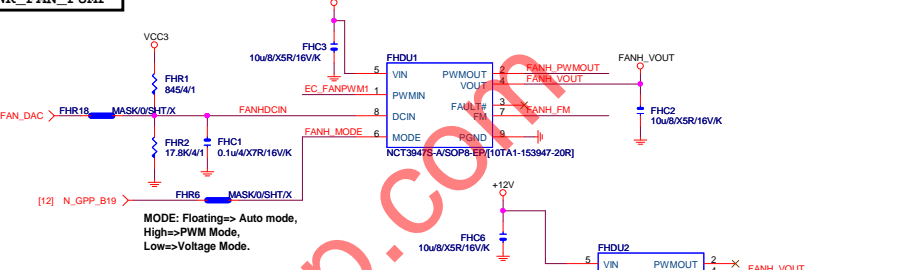 VCC3
FHC3
10u/8/X5R/16V/K
FHR1
845/4/1
FHDU1
VIN
PWMIN
DCIN
MODE
PWMOUT
VOUT
FAULT#
FM
PGND
5
1
8
6
2
4
3
7
9
EC_FANPWM1
FANH_PWMOUT
FANH_VOUT
FANH_FM
FANH_VOUT
FHC2
10u/8/X5R/16V/K
FAN_DAC
FHR18
MASK/0/SHT/X
FANHDCIN
FANH_MODE
FHR2
17.8K/4/1
FHC1
0.1u/4/X7R/16V/K
NCT3947S-A/SOP8-EP/[10TA1-153947-20R]
[12] N_GPP_B19
FHR6
MASK/0/SHT/X
MODE: Floating=> Auto mode,
High=>PWM Mode,
Low=>Voltage Mode.
+12V
FHC6
10u/8/X5R/16V/K
FHDU2
5
VIN
PWMOUT
2
FANH_VOUT
p.com